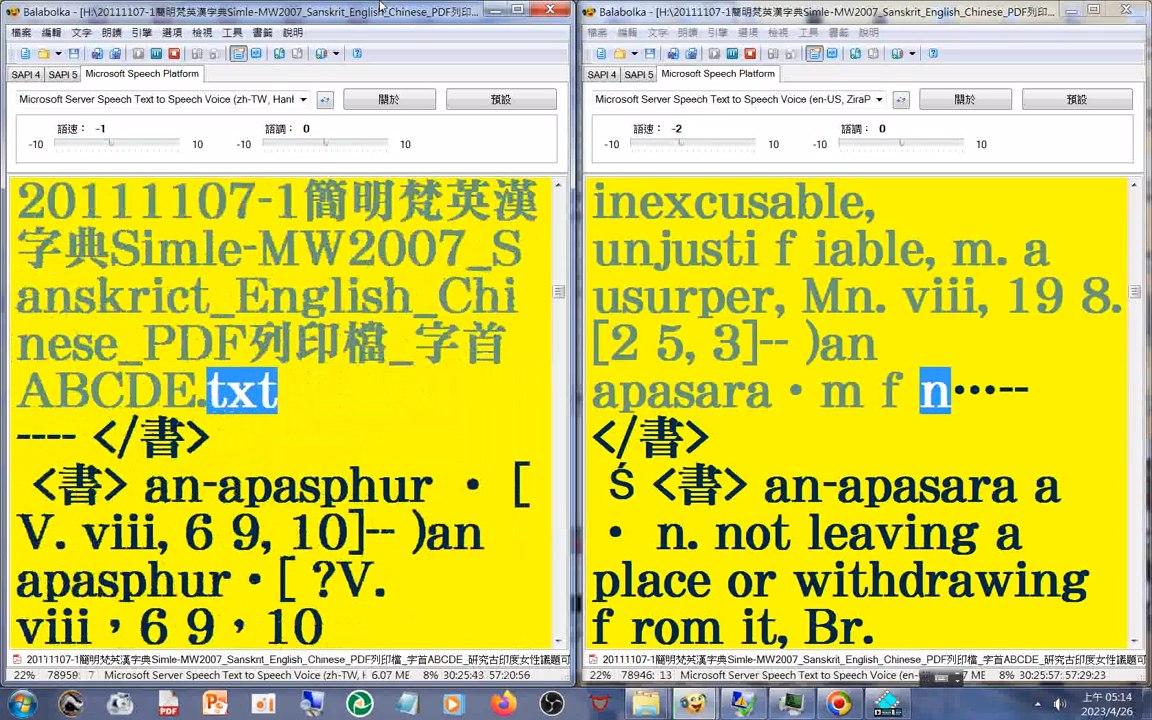 Balabolka - [H:\20111107-1簡明梵英漢字典Simle-MW2007_Sanskrit_English_Chinese_PDF列印...
檔案 編輯 文字 朗讀 引擎 選項 檢視 工具 書籤 說明
SAPI 4 SAPI 5 Microsoft Speech Platform
Microsoft Server Speech Text to Speech Voice (zh-TW, Hanl
關於
預設
語速： -1
語調： 0
-10 10 -10 10
20111107-1簡明梵英漢
字典Simle-MW2007_S
anskrict_English_Chi
nese_PDF列印檔_字首
ABCDE.txt
---- </書>
<書> an-apasphur • [
V. viii, 6 9, 10]-- )an
apasphur •[ ?V.
viii，6 9，10
20111107-1簡明梵英漢字典Simle-MW2007_Sanskrit_English_Chinese_PDF列印檔_字首ABCDE_研究古印度女性議題可
22% 78959: 7 Microsoft Server Speech Text to Speech Voice (zh-TW, H 6.07 ME 8% 30:25:43 57:20:56
Balabolka - [H:\20111107-1簡明梵英漢字典Simle-MW2007_Sanskrit_English_Chinese_PDF列印...
檔案 編輯 文字 朗讀 引擎 選項 檢視 工具 書籤 說明
SAPI 4 SAPI 5 Microsoft Speech Platform
Microsoft Server Speech Text to Speech Voice (en-US, ZiraP
關於
預設
語速： -2
語調： 0
-10 10 -10 10
inexcusable,
unjusti f iable, m. a
usurper, Mn. viii, 19 8.
[2 5, 3]-- )an
apasara • m f n•••--
</書>
Ś <書> an-apasara a
• n. not leaving a
place or withdrawing
f rom it, Br.
20111107-1簡明梵英漢字典Simle-MW2007_Sanskrit_English_Chinese_PDF列印檔_字首ABCDE_研究古印度女性議題可
22% 78946: 13 Microsoft Server Speech Text to Speech Voice ME 8% 30:25:57: 57:29:23
上午 05:14
2023/4/26